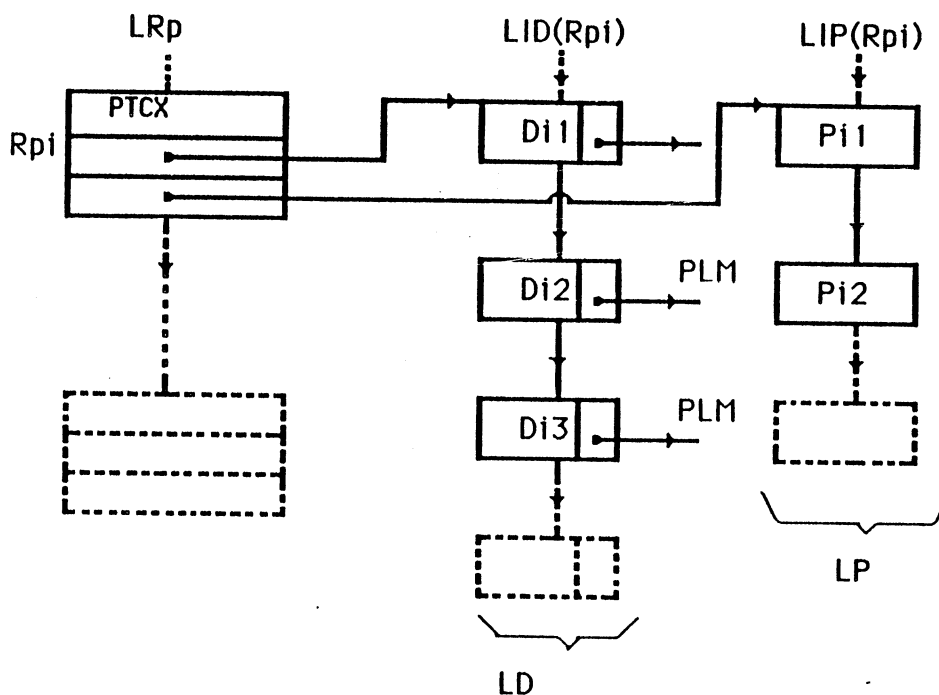 LRp
LID(Rpi)
LIP(Rpi)
PTCX
Rpi
Di1
Pi1
Di2
PLM
Pi2
Di3
PLM
LP
LD